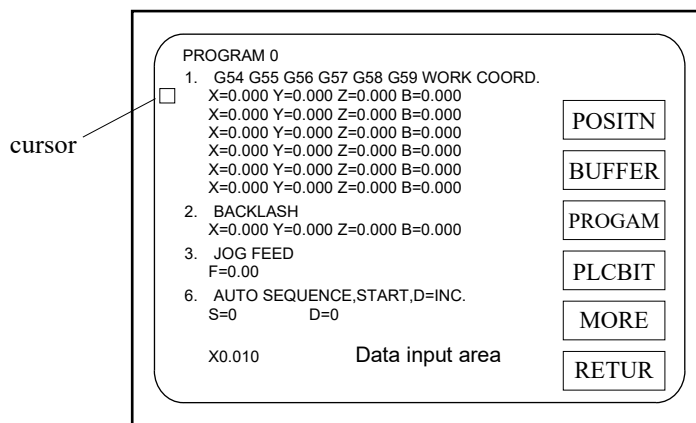 PROGRAM 0
1. G54 G55 G56 G57 G58 G59 WORK COORD.
X=0.000 Y=0.000 Z=0.000 B=0.000
X=0.000 Y=0.000 Z=0.000 B=0.000
X=0.000 Y=0.000 Z=0.000 B=0.000
X=0.000 Y=0.000 Z=0.000 B=0.000
X=0.000 Y=0.000 Z=0.000 B=0.000
X=0.000 Y=0.000 Z=0.000 B=0.000
2. BACKLASH
X=0.000 Y=0.000 Z=0.000 B=0.000
3. JOG FEED
F=0.00
6. AUTO SEQUENCE,START,D=INC.
S=0 D=0
X0.010 Data input area
cursor
POSITN
BUFFER
PROGAM
PLCBIT
MORE
RETUR